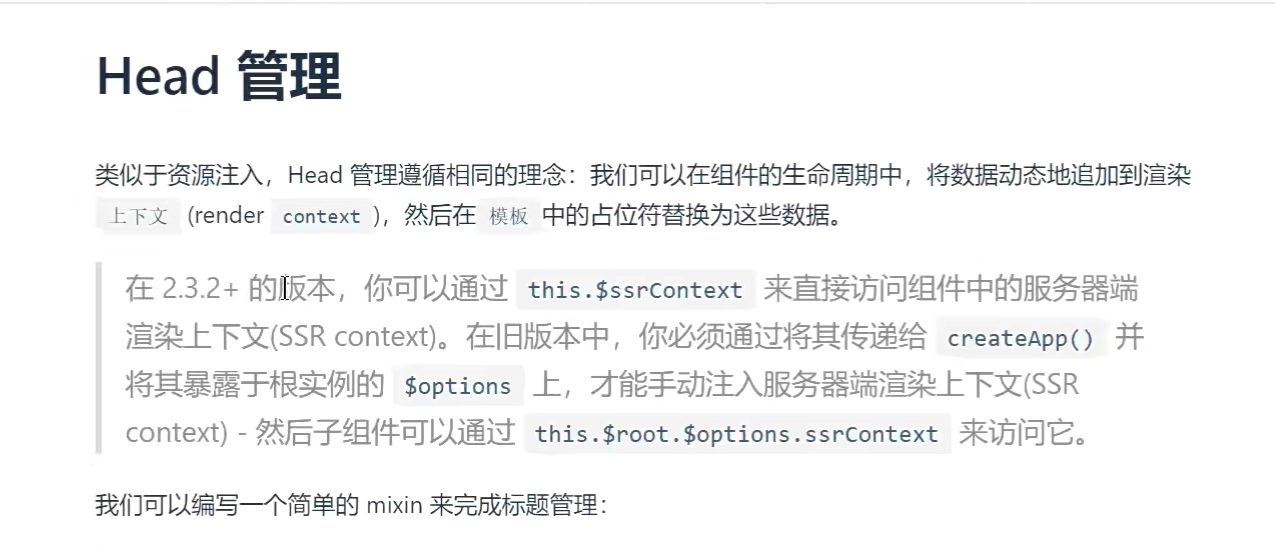 Head 管理
类似于资源注入，Head 管理遵循相同的理念：我们可以在组件的生命周期中，将数据动态地追加到渲染
上下文 (render context)，然后在 模板 中的占位符替换为这些数据。
在 2.3.2+ 的版本，你可以通过 this.$ssrContext 来直接访问组件中的服务器端
渲染上下文(SSR context)。在旧版本中，你必须通过将其传递给 createApp() 并
将其暴露于根实例的 $options 上，才能手动注入服务器端渲染上下文(SSR
context) - 然后子组件可以通过 this.$root.$options.ssrContext 来访问它。
我们可以编写一个简单的 mixin 来完成标题管理：